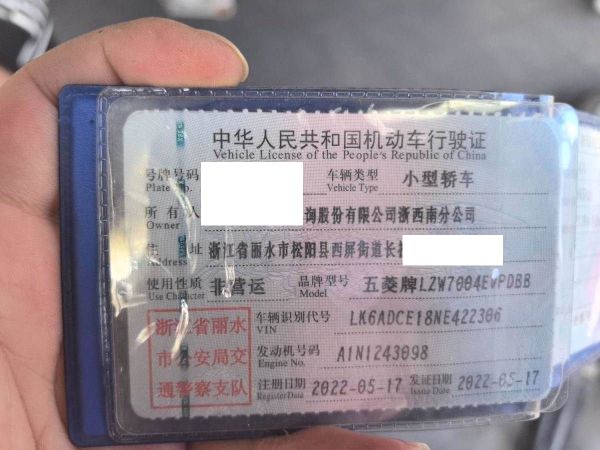 中华人民共和国机动车行驶证
Vehicle License of the People's Republic of China
号牌号码 车辆类型 小型轿车
Plate No. Vehicle Type
所有人 询股份有限公司浙西南分公司
Owner
住 址 浙江省丽水市松阳县西屏街道长
Address
使用性质 非营运 品牌型号 五菱牌LZW7004EVPDBB
Use Character Model
浙江省丽水
市公安局交
通警察支队
车辆识别代号 LK6ADCE18NE422306
VIN
发动机号码 A1N1243098
Engine No.
注册日期 2022-05-17 发证日期 2022-05-17
Register Date Issue Date